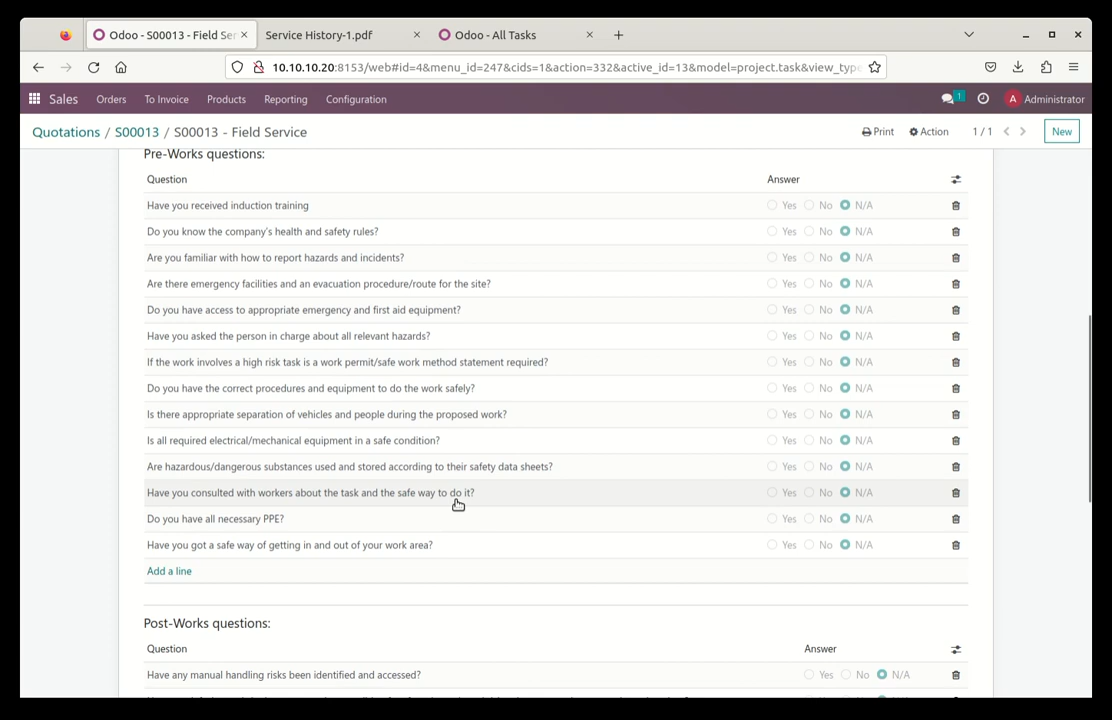 Odoo - S00013 - Field Ser
Service History-1.pdf
Odoo - All Tasks
10.10.10.20:8153/web#id=4&menu_id=247&cids=1&action=332&active_id=13&model=project.task&view_type
Sales Orders To Invoice Products Reporting Configuration 1 A Administrator
Quotations / S00013 / S00013 - Field Service Print Action 1 / 1 New
Pre-Works questions:
Question Answer
Have you received induction training Yes No N/A
Do you know the company's health and safety rules? Yes No N/A
Are you familiar with how to report hazards and incidents? Yes No N/A
Are there emergency facilities and an evacuation procedure/route for the site? Yes No N/A
Do you have access to appropriate emergency and first aid equipment? Yes No N/A
Have you asked the person in charge about all relevant hazards? Yes No N/A
If the work involves a high risk task is a work permit/safe work method statement required? Yes No N/A
Do you have the correct procedures and equipment to do the work safely? Yes No N/A
Is there appropriate separation of vehicles and people during the proposed work? Yes No N/A
Is all required electrical/mechanical equipment in a safe condition? Yes No N/A
Are hazardous/dangerous substances used and stored according to their safety data sheets? Yes No N/A
Have you consulted with workers about the task and the safe way to do it? Yes No N/A
Do you have all necessary PPE? Yes No N/A
Have you got a safe way of getting in and out of your work area? Yes No N/A
Add a line
Post-Works questions:
Question Answer
Have any manual handling risks been identified and accessed? Yes No N/A